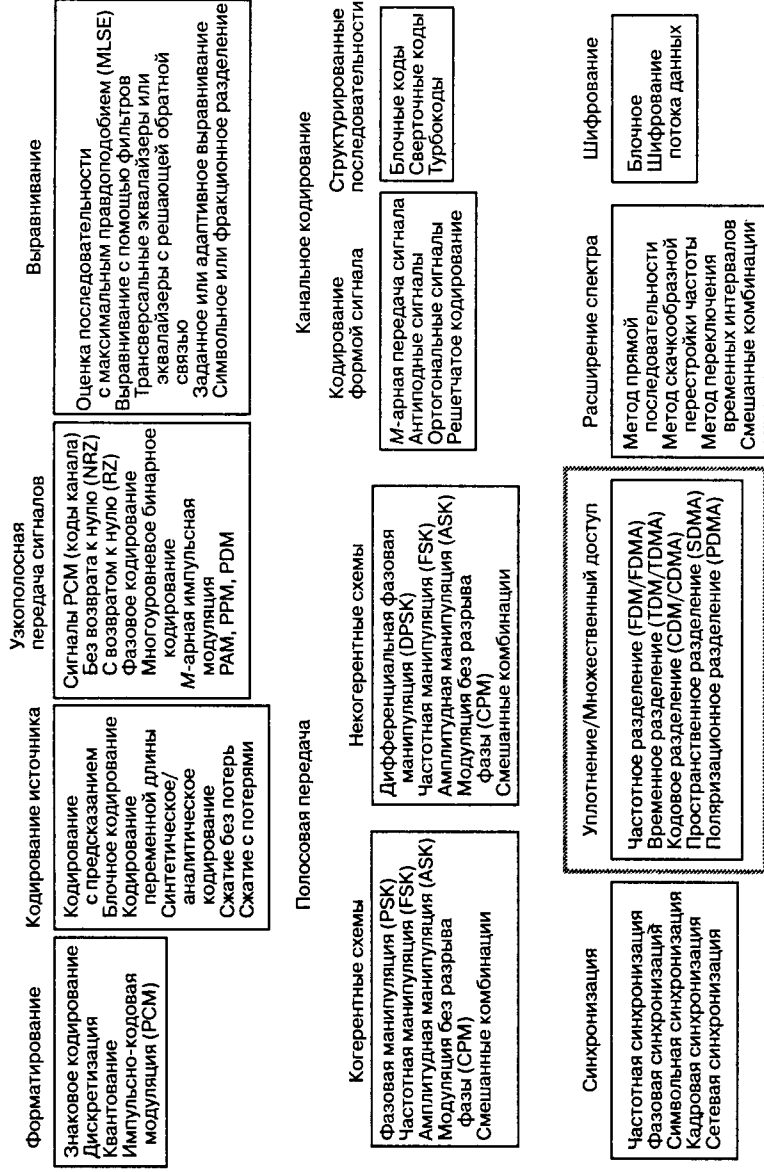 Форматирование
Знаковое кодирование
Дискретизация
Квантование
Импульсно-кодовая
модуляция (PCM)
Кодирование источника
Кодирование
с предсказанием
Блочное кодирование
Кодирование
переменной длины
Синтетическое/
аналитическое
кодирование
Сжатие без потерь
Сжатие с потерями
Узкополосная
передача сигналов
Сигналы PCM (коды канала)
Без возврата к нулю (NRZ)
С возвратом к нулю (RZ)
Фазовое кодирование
Многоуровневое бинарное
кодирование
М-арная импульсная
модуляция
PAM, PPM, PDM
Выравнивание
Оценка последовательности
с максимальным правдоподобием (MLSE)
Выравнивание с помощью фильтров
Трансверсальные эквалайзеры или
эквалайзеры с решающей обратной
связью
Заданное или адаптивное выравнивание
Символьное или фракционное разделение
Полосовая передача
Когерентные схемы
Фазовая манипуляция (PSK)
Частотная манипуляция (FSK)
Амплитудная манипуляция (ASK)
Модуляция без разрыва
фазы (CPM)
Смешанные комбинации
Некогерентные схемы
Дифференциальная фазовая
манипуляция (DPSK)
Частотная манипуляция (FSK)
Амплитудная манипуляция (ASK)
Модуляция без разрыва
фазы (CPM)
Смешанные комбинации
Канальное кодирование
Кодирование
формой сигнала
М-арная передача сигнала
Антиподные сигналы
Ортогональные сигналы
Решетчатое кодирование
Структурированные
последовательности
Блочные коды
Сверточные коды
Турбокоды
Синхронизация
Частотная синхронизация
Фазовая синхронизаций
Символьная синхронизация
Кадровая синхронизация
Сетевая синхронизация
Уплотнение/Множественный доступ
Частотное разделение (FDM/FDMA)
Временное разделение (TDM/TDMA)
Кодовое разделение (CDM/CDMA)
Пространственное разделение (SDMA)
Поляризационное разделение (PDMA)
Расширение спектра
Метод прямой
последовательности
Метод скачкообразной
перестройки частоты
Метод переключения
временных интервалов
Смешанные комбинации
Шифрование
Блочное
Шифрование
потока данных